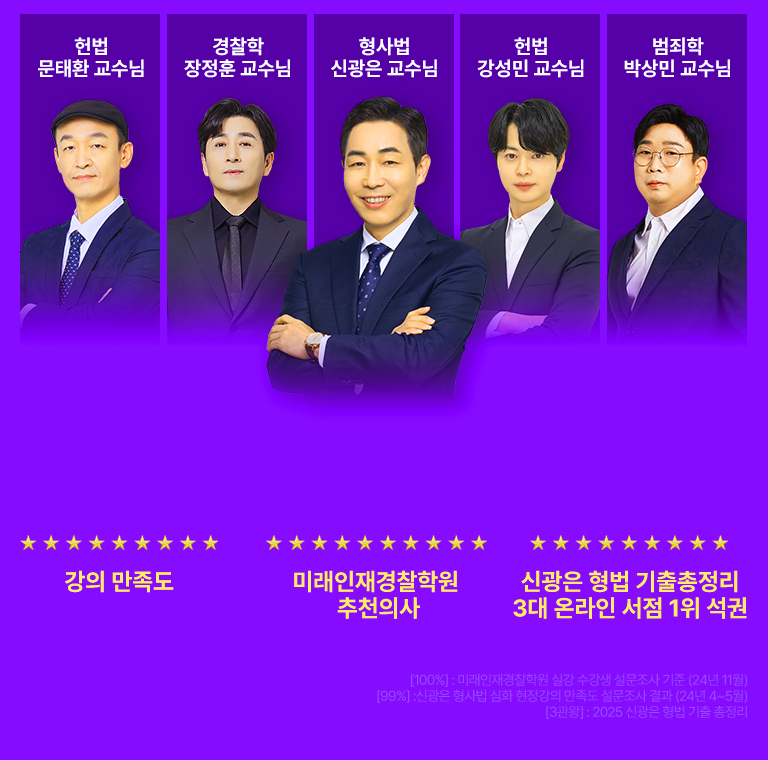 헌법
문태환 교수님
경찰학
장정훈 교수님
형사법
신광은 교수님
헌법
강성민 교수님
범죄학
박상민 교수님
강의 만족도
미래인재경찰학원
추천의사
신광은 형법 기출총정리
3대 온라인 서점 1위 석권
[100%] : 미래인재경찰학원 실강 수강생 설문조사 기준 (24년 11월)
[99%] :신광은 형사법 심화 현장강의 만족도 설문조사 결과 (24년 4~5월)
[3관왕] : 2025 신광은 형법 기출 총정리